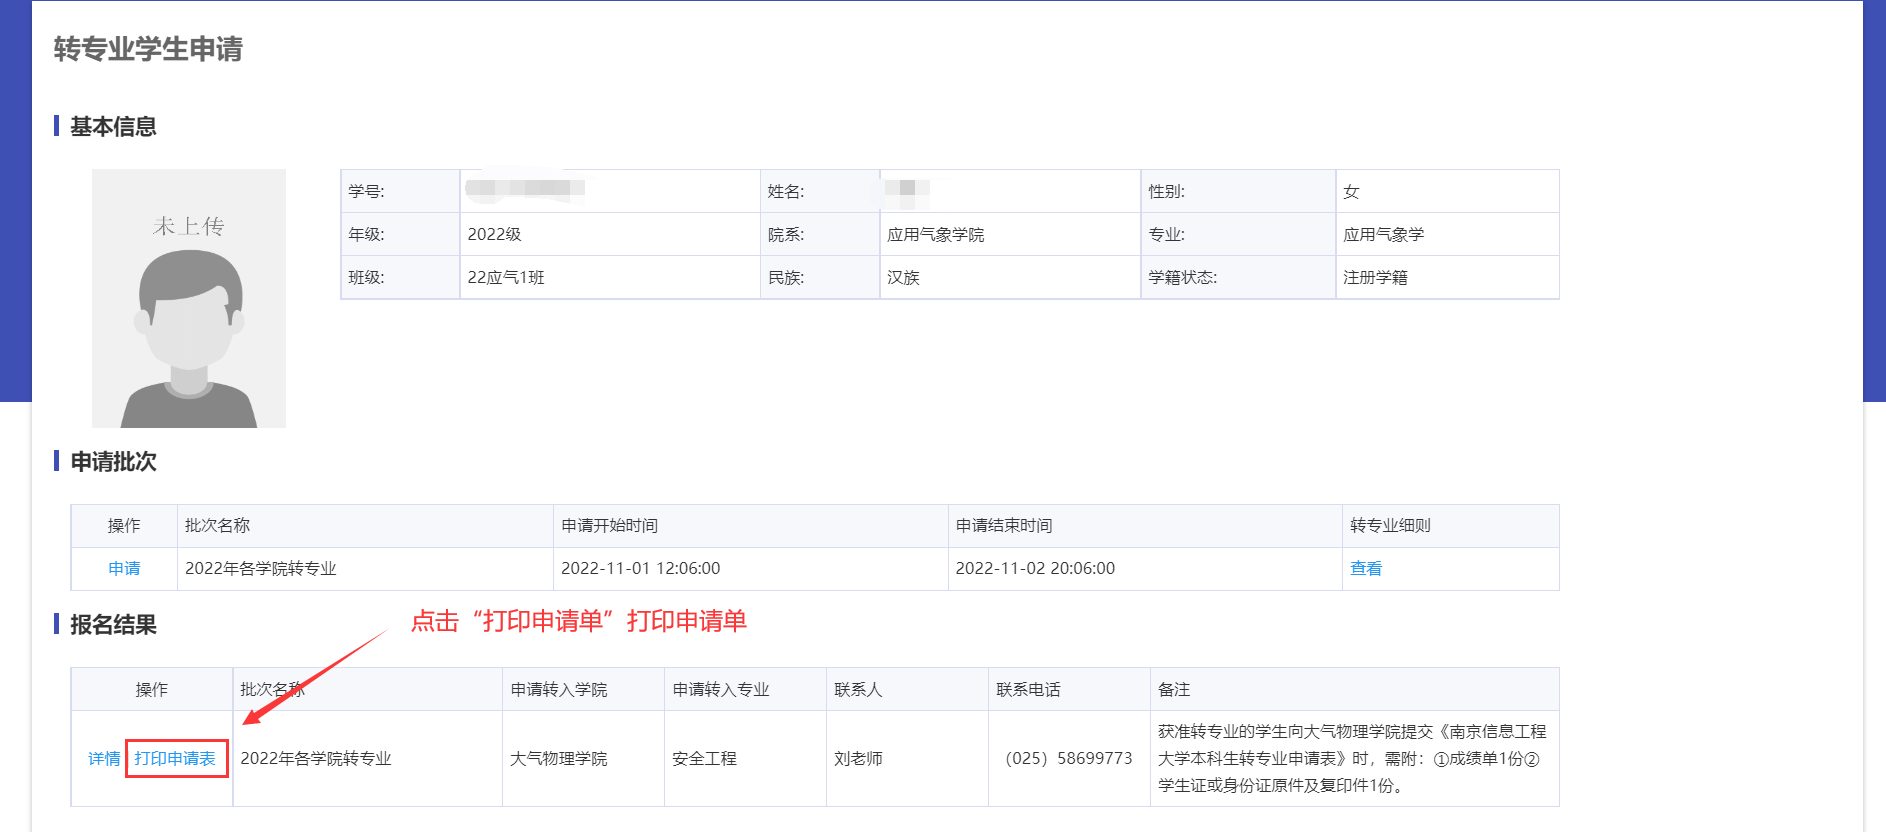 转专业学生申请
基本信息
未上传
学号: 姓名: 性别: 女
年级: 2022级 院系: 应用气象学院 专业: 应用气象学
班级: 22应气1班 民族: 汉族 学籍状态: 注册学籍
申请批次
操作 批次名称 申请开始时间 申请结束时间 转专业细则
申请 2022年各学院转专业 2022-11-01 12:06:00 2022-11-02 20:06:00 查看
点击“打印申请单”打印申请单
报名结果
操作 批次名称 申请转入学院 申请转入专业 联系人 联系电话 备注
详情 打印申请表 2022年各学院转专业 大气物理学院 安全工程 刘老师 （025）58699773
获准转专业的学生向大气物理学院提交《南京信息工程
大学本科生转专业申请表》时，需附：①成绩单1份②
学生证或身份证原件及复印件1份。